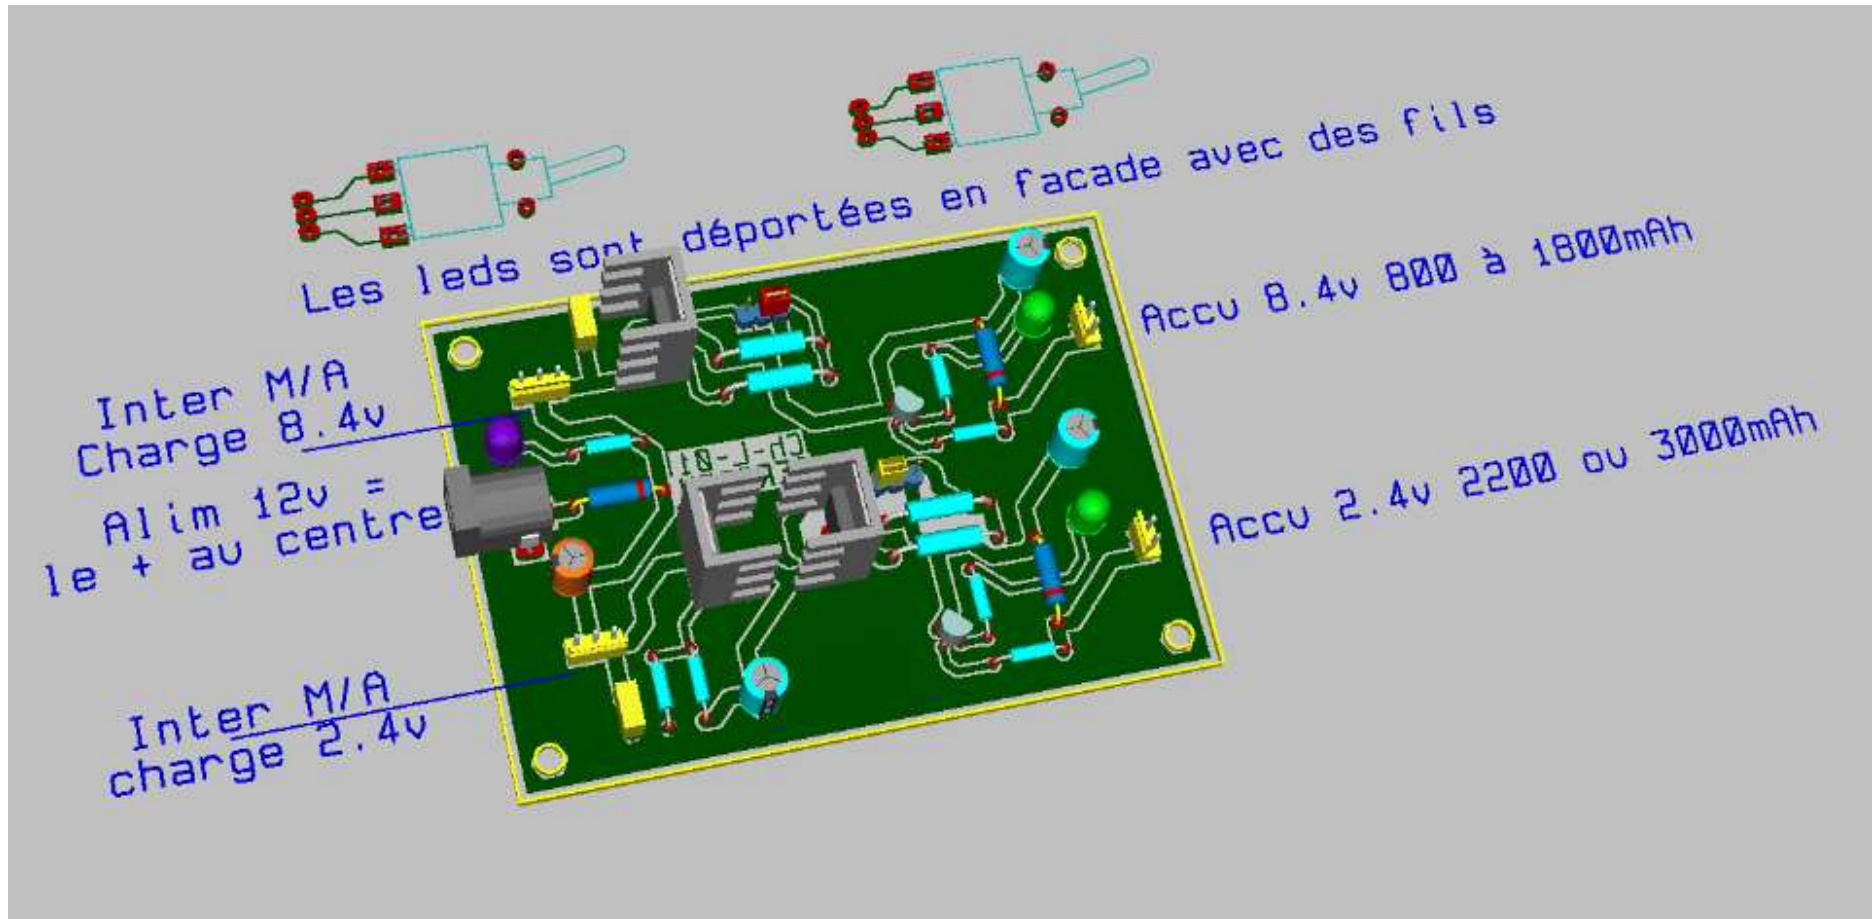 Les leds sont déportées en facade avec des fils
Accu 8.4v 800 à 1800mAh
Inter M/A
Charge 8.4v
Alim 12v =
le + au centre
Accu 2.4v 2200 ou 3000mAh
Inter M/A
charge 2.4v